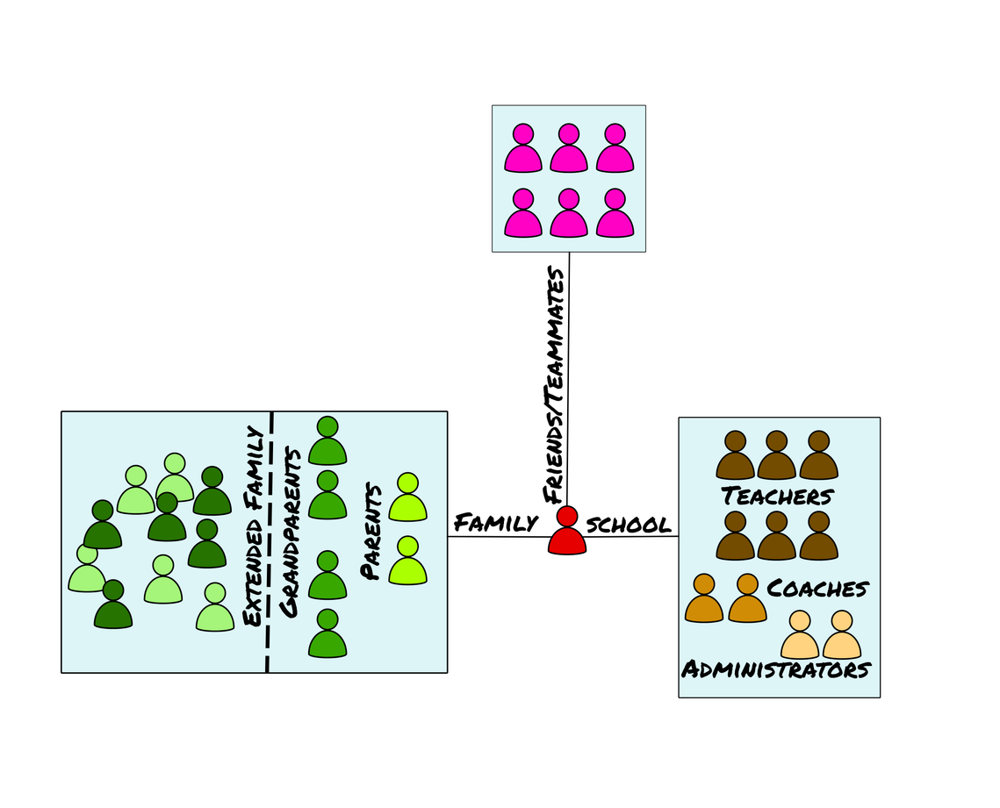 Friends/Teammates
Extended Family
Grandparents
Parents
Family
School
Teachers
Coaches
Administrators